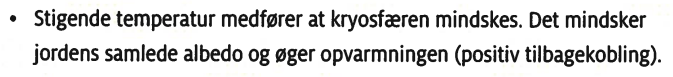 • Stigende temperatur medfører at kryosfæren mindskes. Det mindsker
jordens samlede albedo og øger opvarmningen (positiv tilbagekobling).